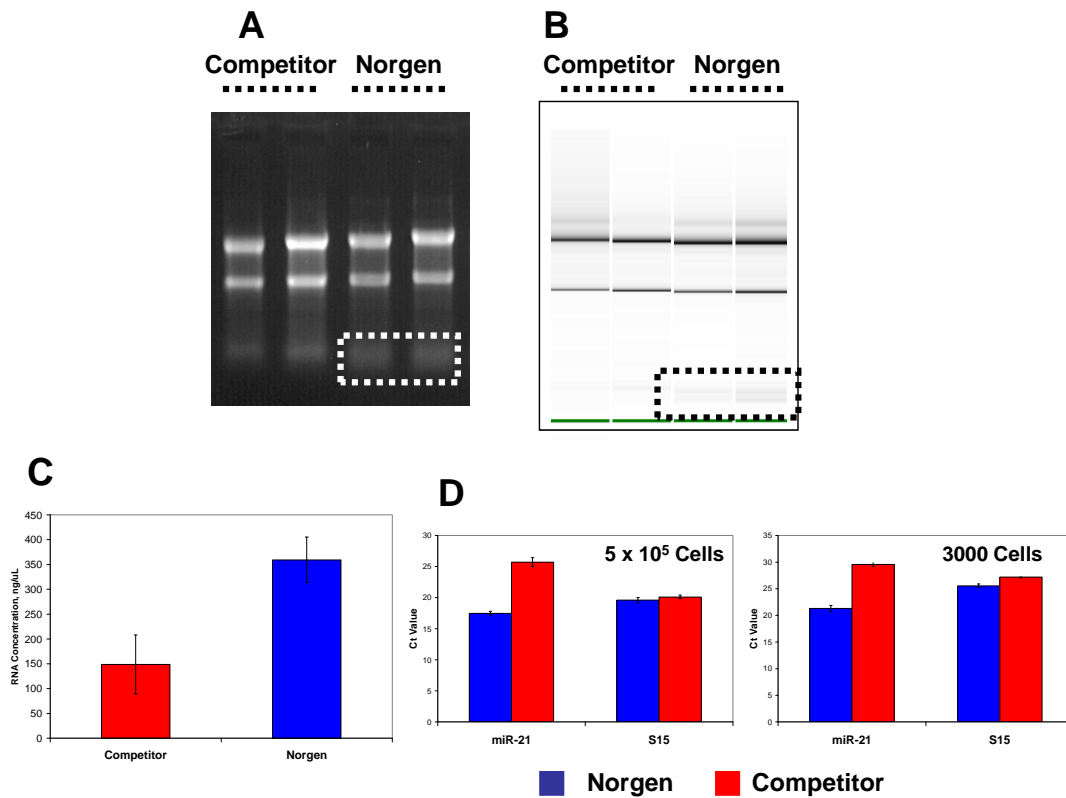 A
Competitor Norgen
B
Competitor Norgen
C
RNA Concentration, ng/uL
450
400
350
300
250
200
150
100
50
0
Competitor
Norgen
D
Ct Value
30
25
20
15
10
5
0
5 x 10⁵ Cells
miR-21
S15
Ct Value
35
30
25
20
15
10
5
0
3000 Cells
miR-21
S15
Norgen
Competitor